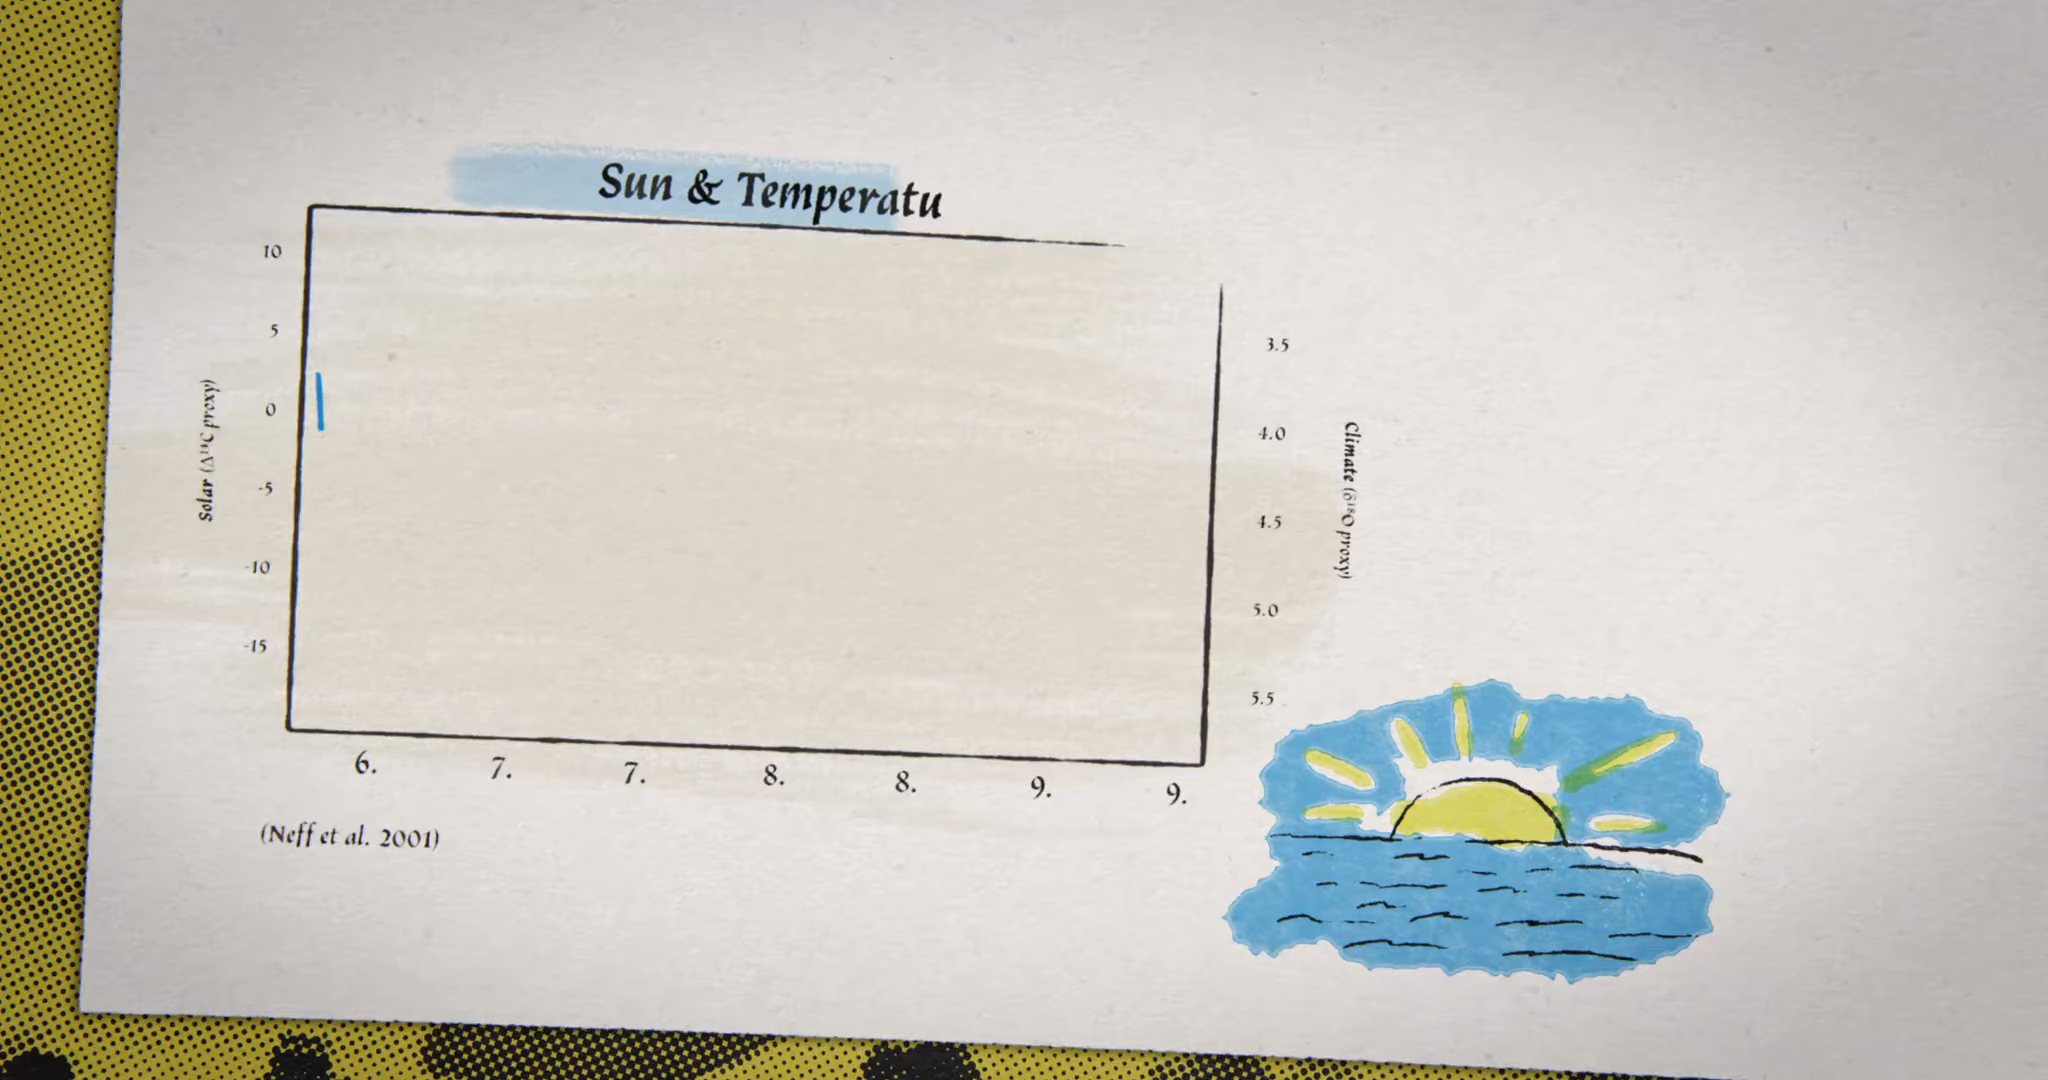 Sun & Temperatu
10
5
0
-5
-10
-15
Solar (Δ¹⁴C proxy)
3.5
4.0
4.5
5.0
5.5
Climate (δ¹⁸O proxy)
6. 7. 7. 8. 8. 9. 9.
(Neff et al. 2001)